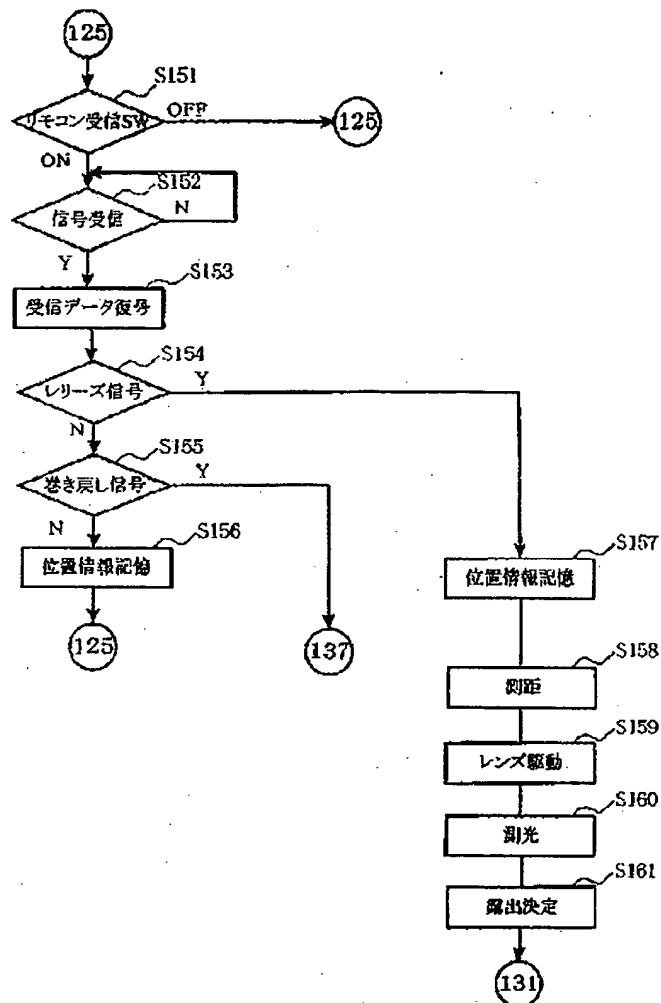 125
S151
リモコン受信SW
OFF
125
ON
S152
信号受信
N
Y
S153
受信データ復号
S154
レリーズ信号
Y
N
S155
巻き戻し信号
Y
N
S156
位置情報記憶
125
137
S157
位置情報記憶
S158
測距
S159
レンズ駆動
S160
測光
S161
露出決定
131